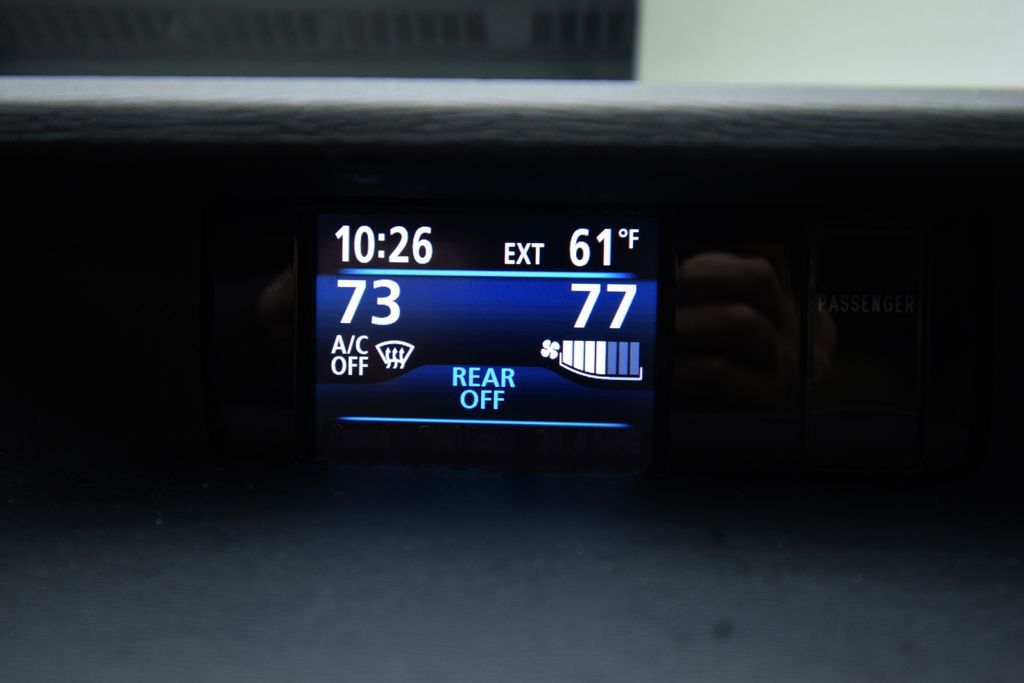 10:26 EXT 61°F
73 77
A/C
OFF
REAR
OFF
PASSENGER